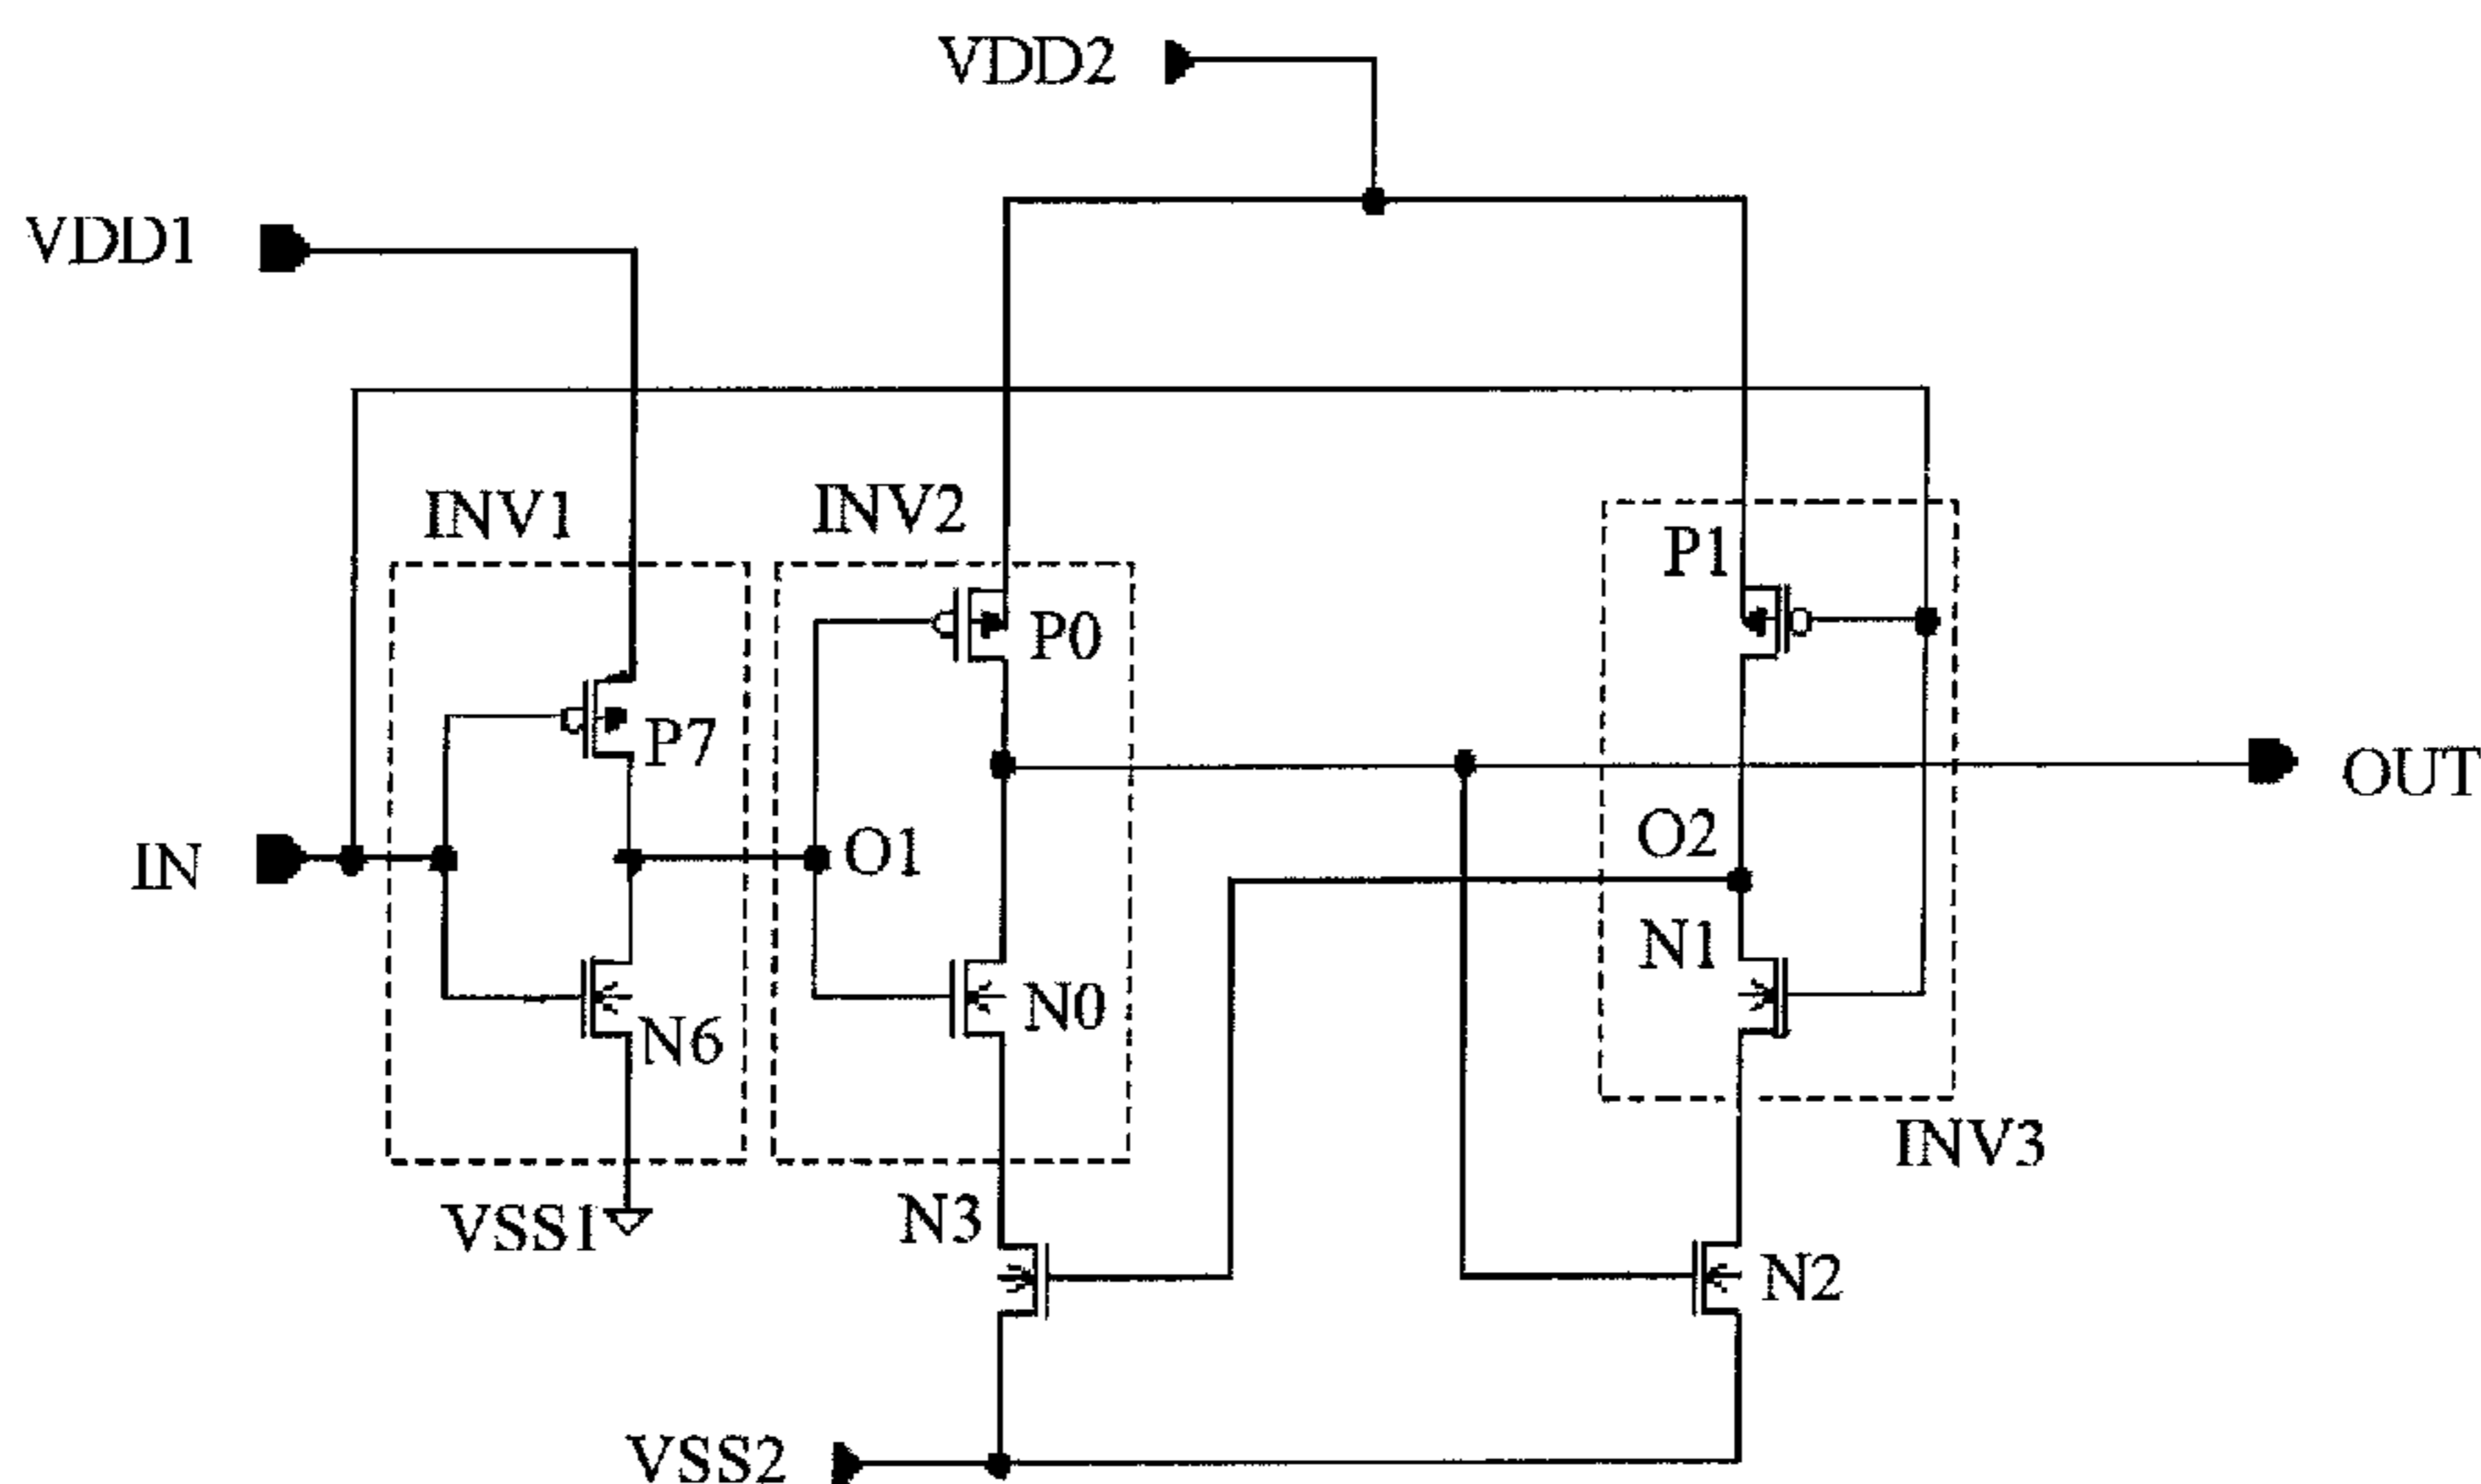 VDD2
VDD1
INV1
INV2
P1
P0
P7
OUT
O1
O2
IN
N1
N0
N6
INV3
N3
VSS1
N2
VSS2